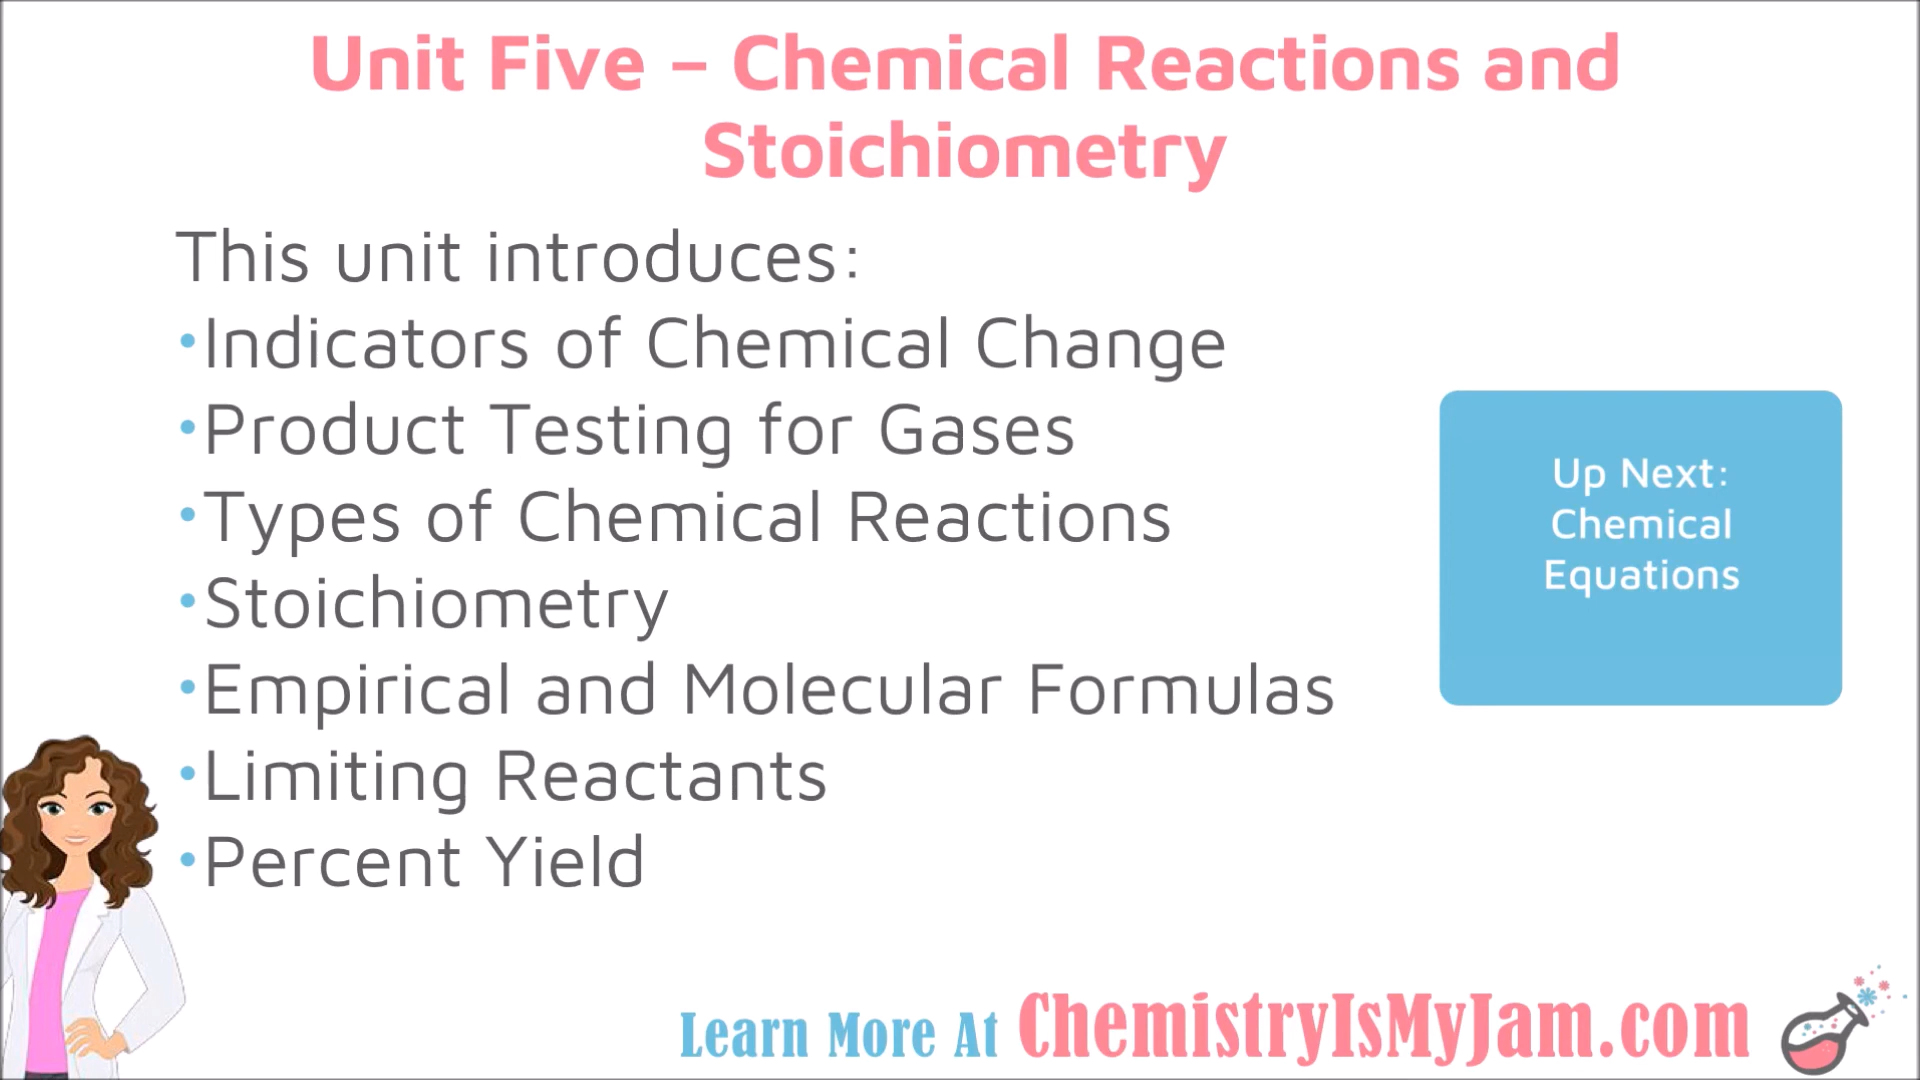 Unit Five – Chemical Reactions and
Stoichiometry
This unit introduces:
•Indicators of Chemical Change
•Product Testing for Gases
•Types of Chemical Reactions
•Stoichiometry
•Empirical and Molecular Formulas
•Limiting Reactants
•Percent Yield
Up Next:
Chemical
Equations
Learn More At ChemistryIsMyJam.com